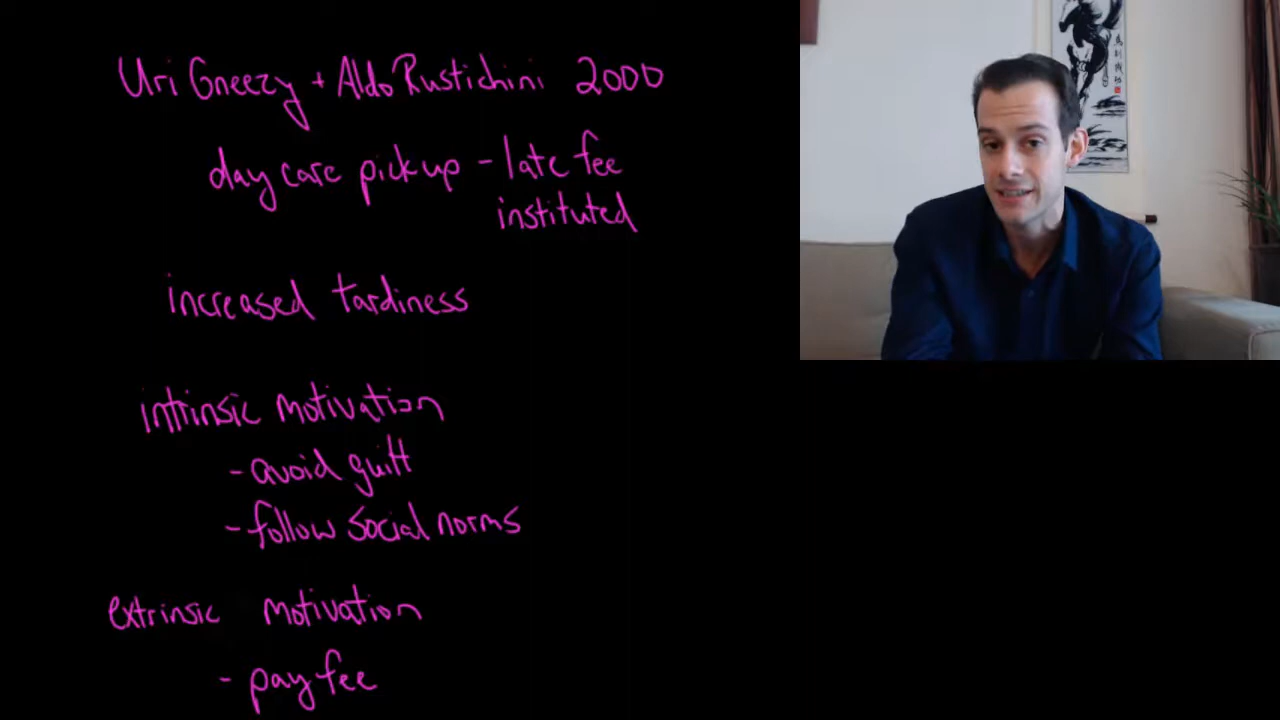 Uri Gneezy + Aldo Rustichini 2000
day care pickup - late fee
instituted
increased tardiness
intrinsic motivation
- avoid guilt
- follow social norms
extrinsic motivation
- pay fee